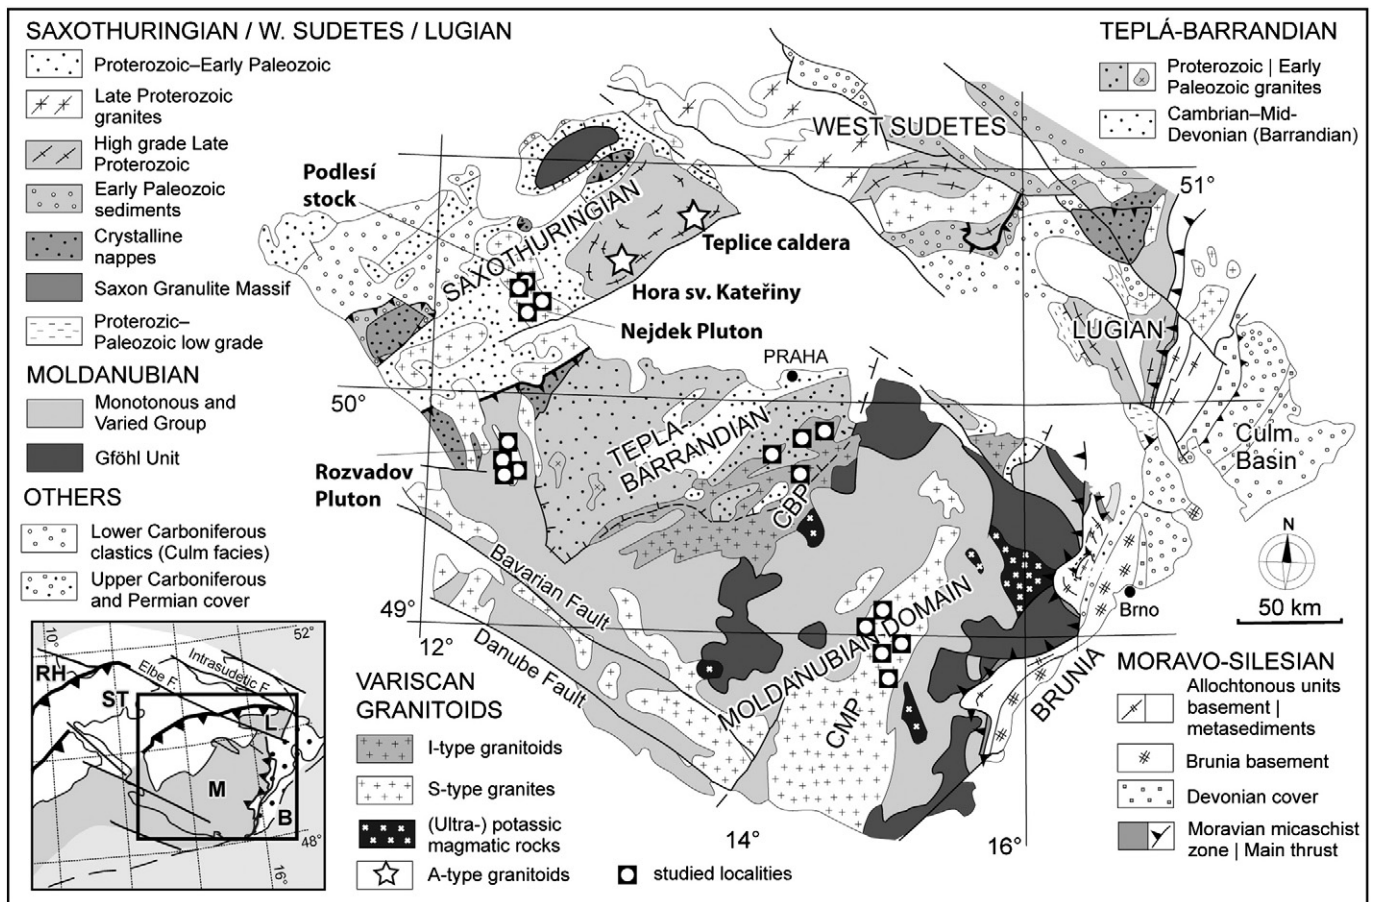 SAXOTHURINGIAN / W. SUDETES / LUGIAN
Proterozoic–Early Paleozoic
Late Proterozoic
granites
High grade Late
Proterozoic
Early Paleozoic
sediments
Crystalline
nappes
Saxon Granulite Massif
Proterozic–
Paleozoic low grade
MOLDANUBIAN
Monotonous and
Varied Group
Gföhl Unit
OTHERS
Lower Carboniferous
clastics (Culm facies)
Upper Carboniferous
and Permian cover
TEPLÁ-BARRANDIAN
Proterozoic | Early
Paleozoic granites
Cambrian–Mid-
Devonian (Barrandian)
WEST SUDETES
51°
Podlesí
stock
SAXOTHURINGIAN
Teplice caldera
Hora sv. Kateřiny
Nejdek Pluton
LUGIAN
PRAHA
50°
TEPLA-
BARRANDIAN
Culm
Basin
Rozvadov
Pluton
CBP
N
50 km
Bavarian Fault
Brno
49°
12°
Danube Fault
MOLDANUBIAN DOMAIN
CMP
BRUNIA
14°
16°
10°
52°
RH
Elbe F.
Intrasudetic F.
ST
L
M
B
48°
16°
VARISCAN
GRANITOIDS
I-type granitoids
S-type granites
(Ultra-) potassic
magmatic rocks
A-type granitoids
studied localities
MORAVO-SILESIAN
Allochtonous units
basement |
metasediments
Brunia basement
Devonian cover
Moravian micaschist
zone | Main thrust